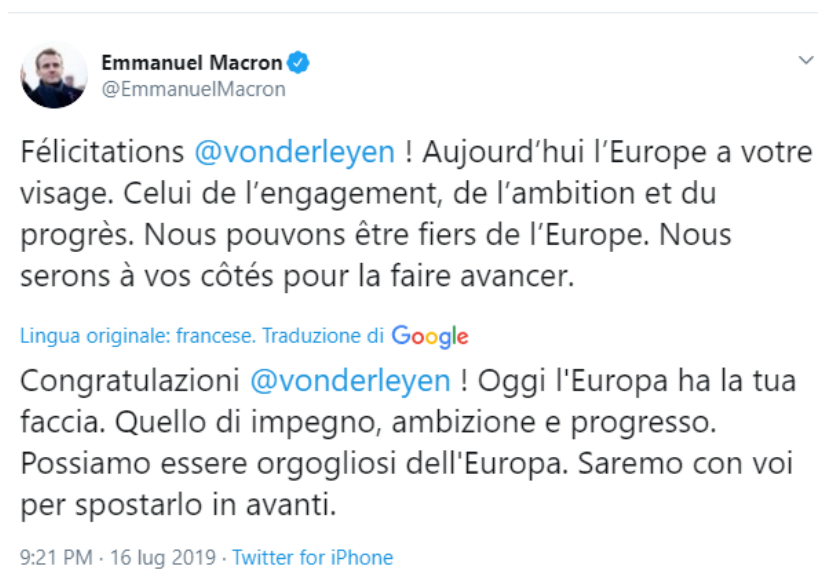 Emmanuel Macron
@EmmanuelMacron
Félicitations @vonderleyen ! Aujourd’hui l’Europe a votre
visage. Celui de l’engagement, de l’ambition et du
progrès. Nous pouvons être fiers de l’Europe. Nous
serons à vos côtés pour la faire avancer.
Lingua originale: francese. Traduzione di Google
Congratulazioni @vonderleyen ! Oggi l'Europa ha la tua
faccia. Quello di impegno, ambizione e progresso.
Possiamo essere orgogliosi dell'Europa. Saremo con voi
per spostarlo in avanti.
9:21 PM · 16 lug 2019 · Twitter for iPhone